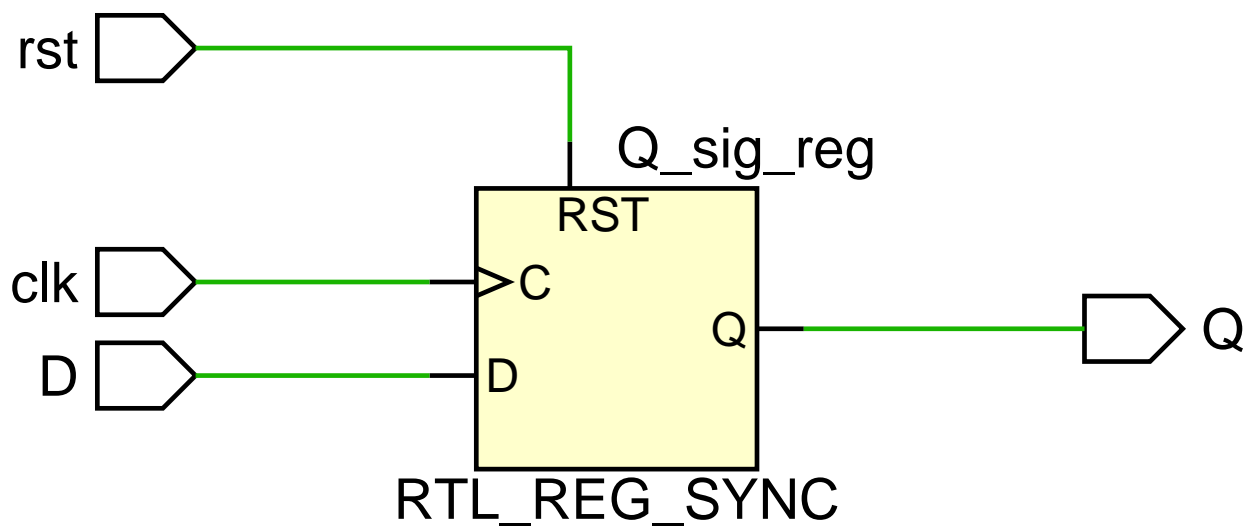 rst
Q_sig_reg
RST
clk
C
Q
Q
D
D
RTL_REG_SYNC